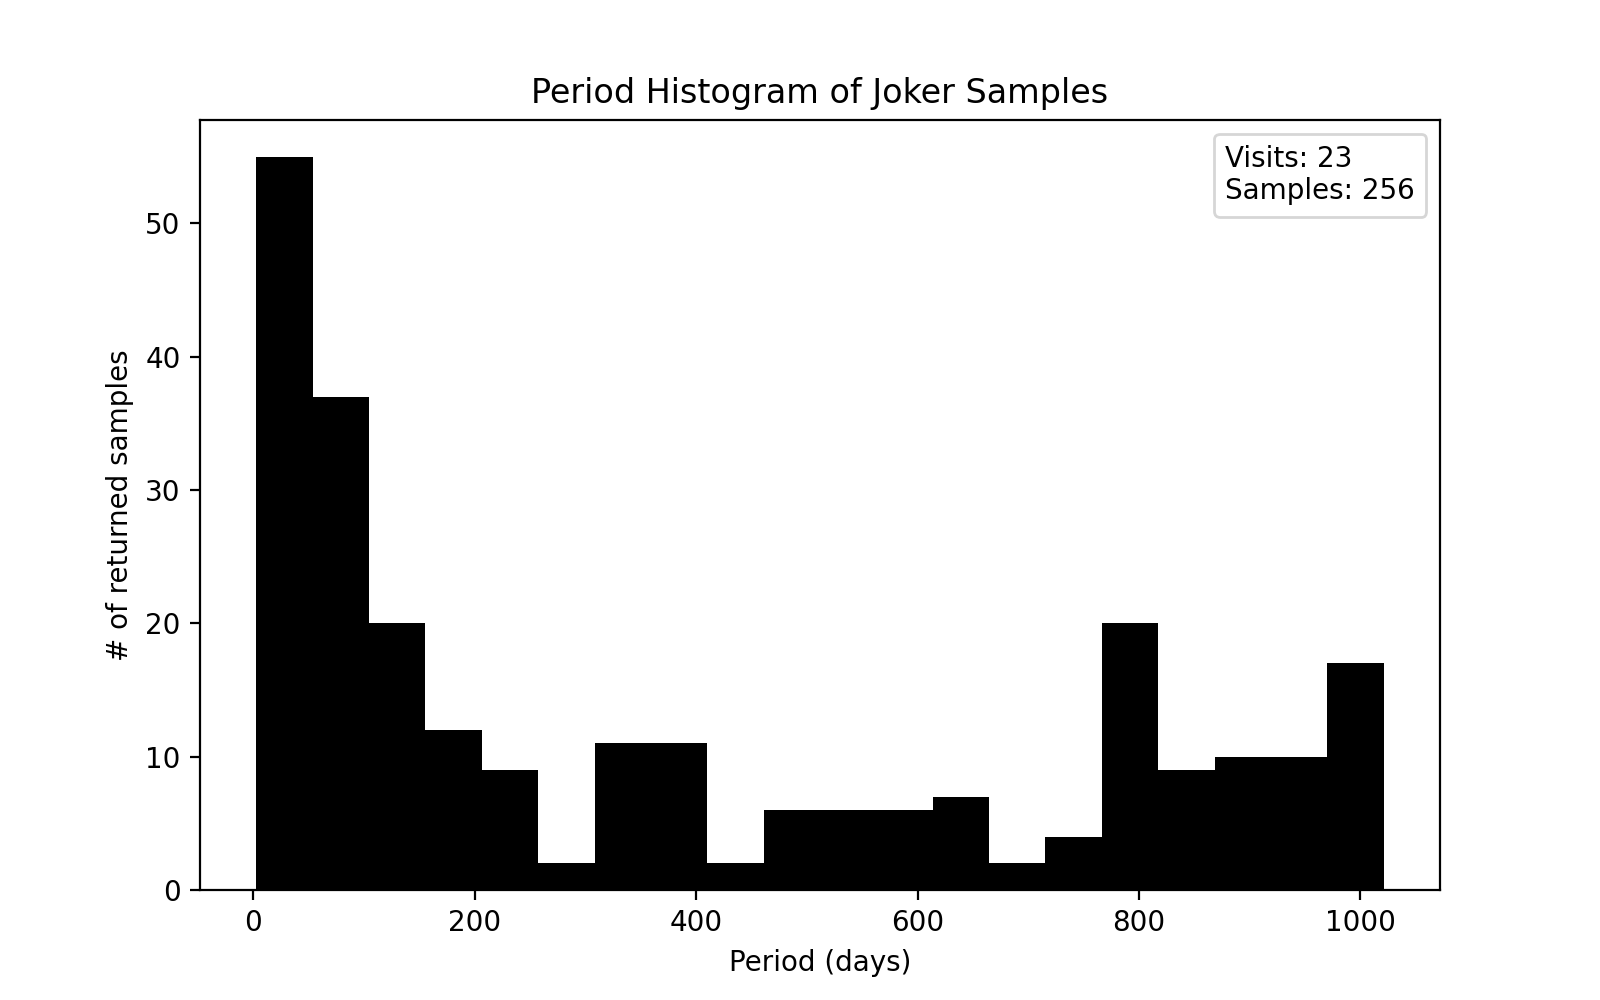 Period Histogram of Joker Samples
Visits: 23
Samples: 256
# of returned samples
50
40
30
20
10
0
0 200 400 600 800 1000
Period (days)